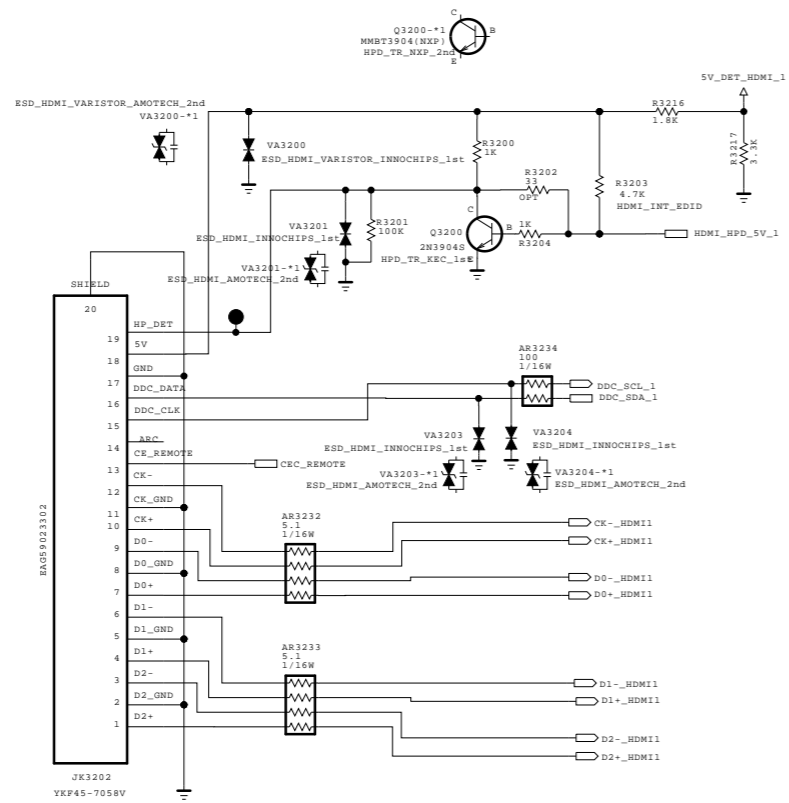 C
Q3200-*1
MMBT3904(NXP)
B
HPD_TR_NXP_2nd
E
5V_DET_HDMI_1
ESD_HDMI_VARISTOR_AMOTECH_2nd
VA3200-*1
R3216
1.8K
VA3200
ESD_HDMI_VARISTOR_INNOCHIPS_1st
R3200
1K
R3217
3.3K
R3202
33
OPT
R3203
4.7K
HDMI_INT_EDID
C
VA3201
ESD_HDMI_INNOCHIPS_1st
R3201
100K
Q3200
2N3904S
HPD_TR_KEC_1st
B
E
1K
R3204
HDMI_HPD_5V_1
VA3201-*1
ESD_HDMI_AMOTECH_2nd
SHIELD
20
HP_DET
19
5V
18
GND
17
DDC_DATA
16
DDC_CLK
15
ARC
14
CE_REMOTE
13
CK-
12
CK_GND
11
CK+
10
D0-
9
D0_GND
8
D0+
7
D1-
6
D1_GND
5
D1+
4
D2-
3
D2_GND
2
D2+
1
AR3234
100
1/16W
DDC_SCL_1
DDC_SDA_1
VA3203
ESD_HDMI_INNOCHIPS_1st
VA3204
ESD_HDMI_INNOCHIPS_1st
CEC_REMOTE
VA3203-*1
ESD_HDMI_AMOTECH_2nd
VA3204-*1
ESD_HDMI_AMOTECH_2nd
AR3232
5.1
1/16W
CK-_HDMI1
CK+_HDMI1
D0-_HDMI1
D0+_HDMI1
AR3233
5.1
1/16W
D1-_HDMI1
D1+_HDMI1
D2-_HDMI1
D2+_HDMI1
EAG59023302
JK3202
YKF45-7058V